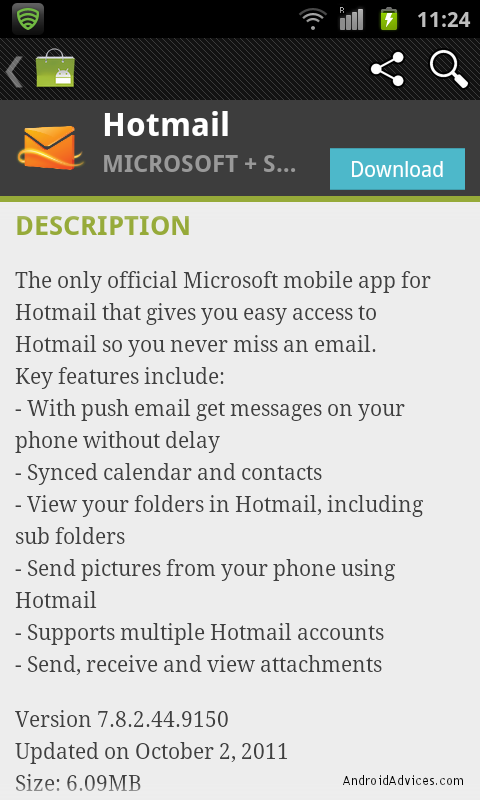 R
11:24
Hotmail
MICROSOFT + S...
Download
DESCRIPTION
The only official Microsoft mobile app for
Hotmail that gives you easy access to
Hotmail so you never miss an email.
Key features include:
- With push email get messages on your
phone without delay
- Synced calendar and contacts
- View your folders in Hotmail, including
sub folders
- Send pictures from your phone using
Hotmail
- Supports multiple Hotmail accounts
- Send, receive and view attachments
Version 7.8.2.44.9150
Updated on October 2, 2011
Size: 6.09MB
AndroidAdvices.com